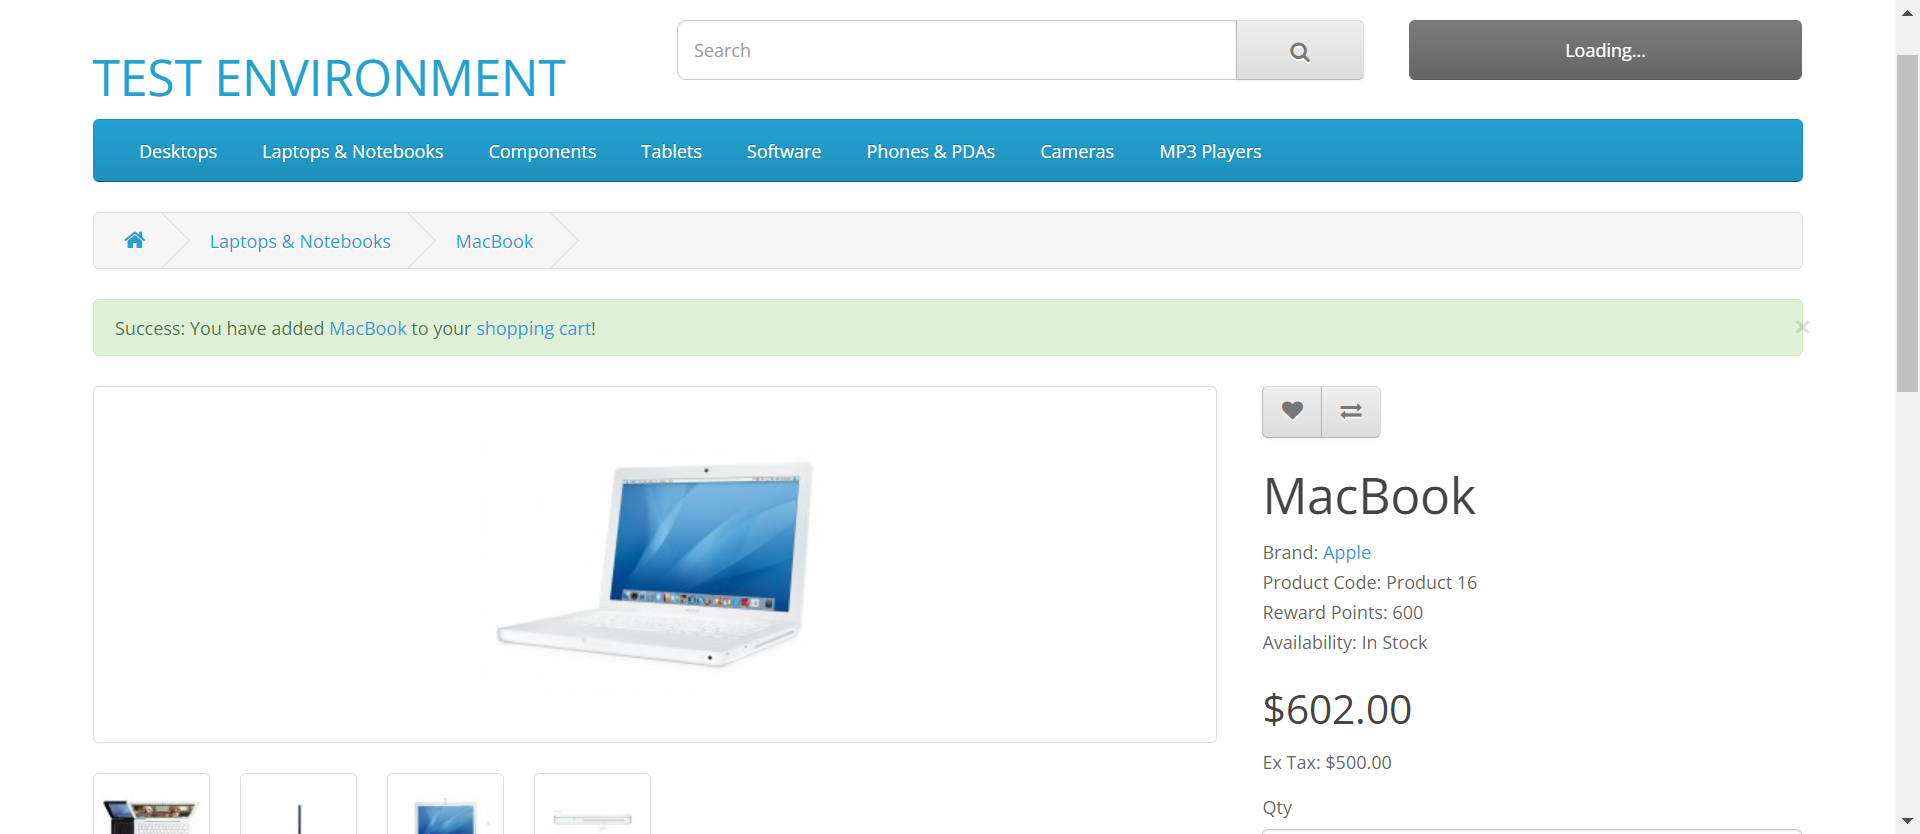 TEST ENVIRONMENT
Search
Loading...
Desktops Laptops & Notebooks Components Tablets Software Phones & PDAs Cameras MP3 Players
Laptops & Notebooks MacBook
Success: You have added MacBook to your shopping cart!
×
MacBook
Brand: Apple
Product Code: Product 16
Reward Points: 600
Availability: In Stock
$602.00
Ex Tax: $500.00
Qty